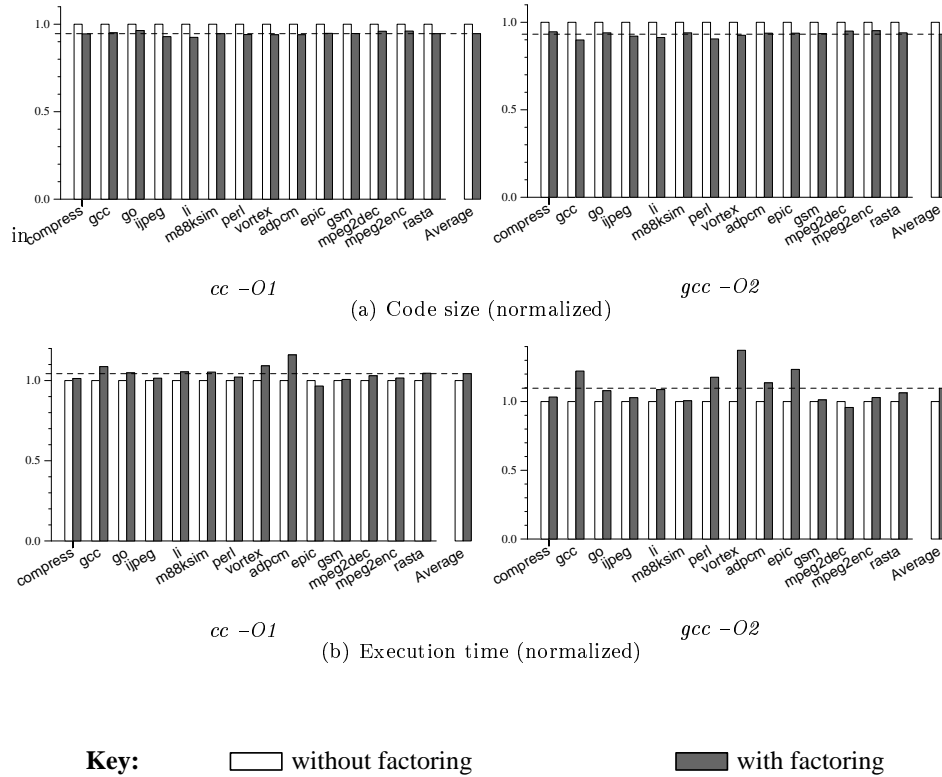 1.0
0.5
0.0
in
compress gcc go ijpeg li m88ksim perl vortex adpcm epic gsm mpeg2dec mpeg2enc rasta Average
cc –O1
1.0
0.5
0.0
compress gcc go ijpeg li m88ksim perl vortex adpcm epic gsm mpeg2dec mpeg2enc rasta Average
gcc –O2
(a) Code size (normalized)
1.0
0.5
0.0
compress gcc go ijpeg li m88ksim perl vortex adpcm epic gsm mpeg2dec mpeg2enc rasta Average
cc –O1
1.0
0.5
0.0
compress gcc go ijpeg li m88ksim perl vortex adpcm epic gsm mpeg2dec mpeg2enc rasta Average
gcc –O2
(b) Execution time (normalized)
Key: without factoring with factoring